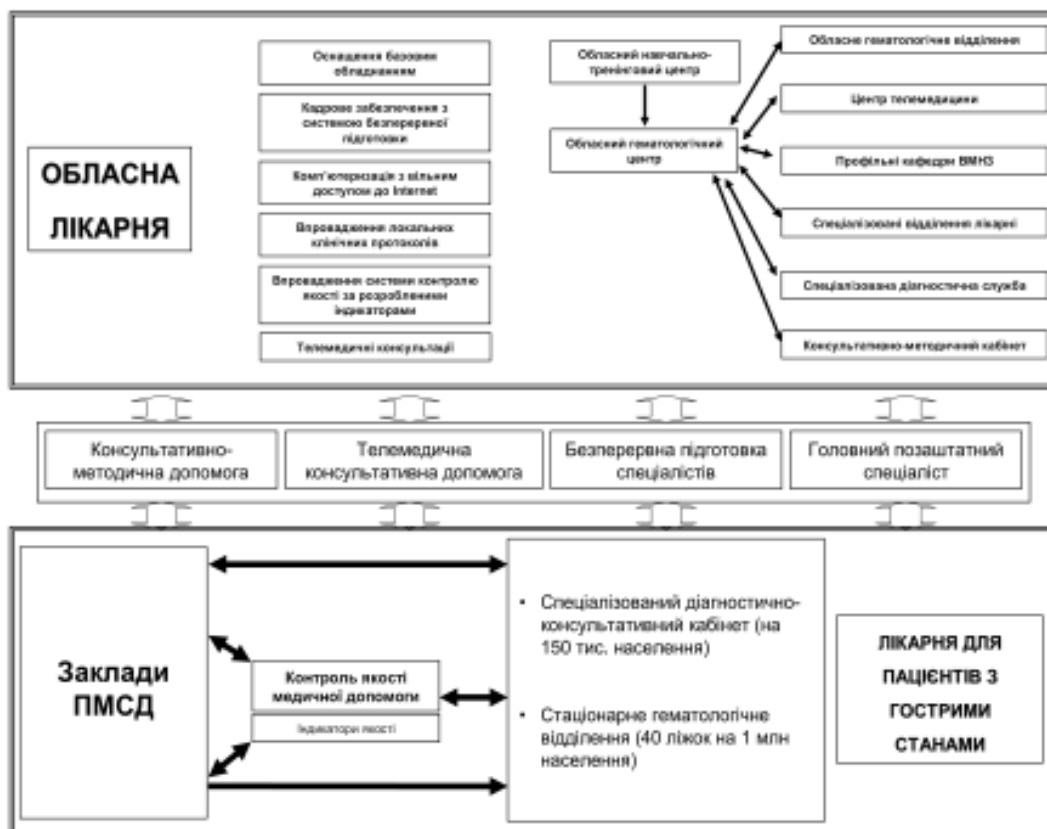 ОБЛАСНА
ЛІКАРНЯ
Оснащення базовим
обладнанням
Кадрове забезпечення з
системою безперервної
підготовки
Комп'ютеризація з вільним
доступом до Internet
Впровадження локальних
клінічних протоколів
Впровадження системи контролю
якості за розробленими
індикаторами
Телемедичні консультації
Обласний навчально-
тренінговий центр
Обласний гематологічний
центр
Обласне гематологічне відділення
Центр телемедицини
Профільні кафедри ВМНЗ
Спеціалізовані відділення лікарні
Спеціалізована діагностична служба
Консультативно-методичний кабінет
Консультативно-
методична допомога
Телемедична
консультативна допомога
Безперервна підготовка
спеціалістів
Головний позаштатний
спеціаліст
Заклади
ПМСД
Контроль якості
медичної допомоги
Індикатори якості
• Спеціалізований діагностично-
консультативний кабінет (на
150 тис. населення)
• Стаціонарне гематологічне
відділення (40 ліжок на 1 млн
населення)
ЛІКАРНЯ ДЛЯ
ПАЦІЄНТІВ З
ГОСТРИМИ
СТАНАМИ